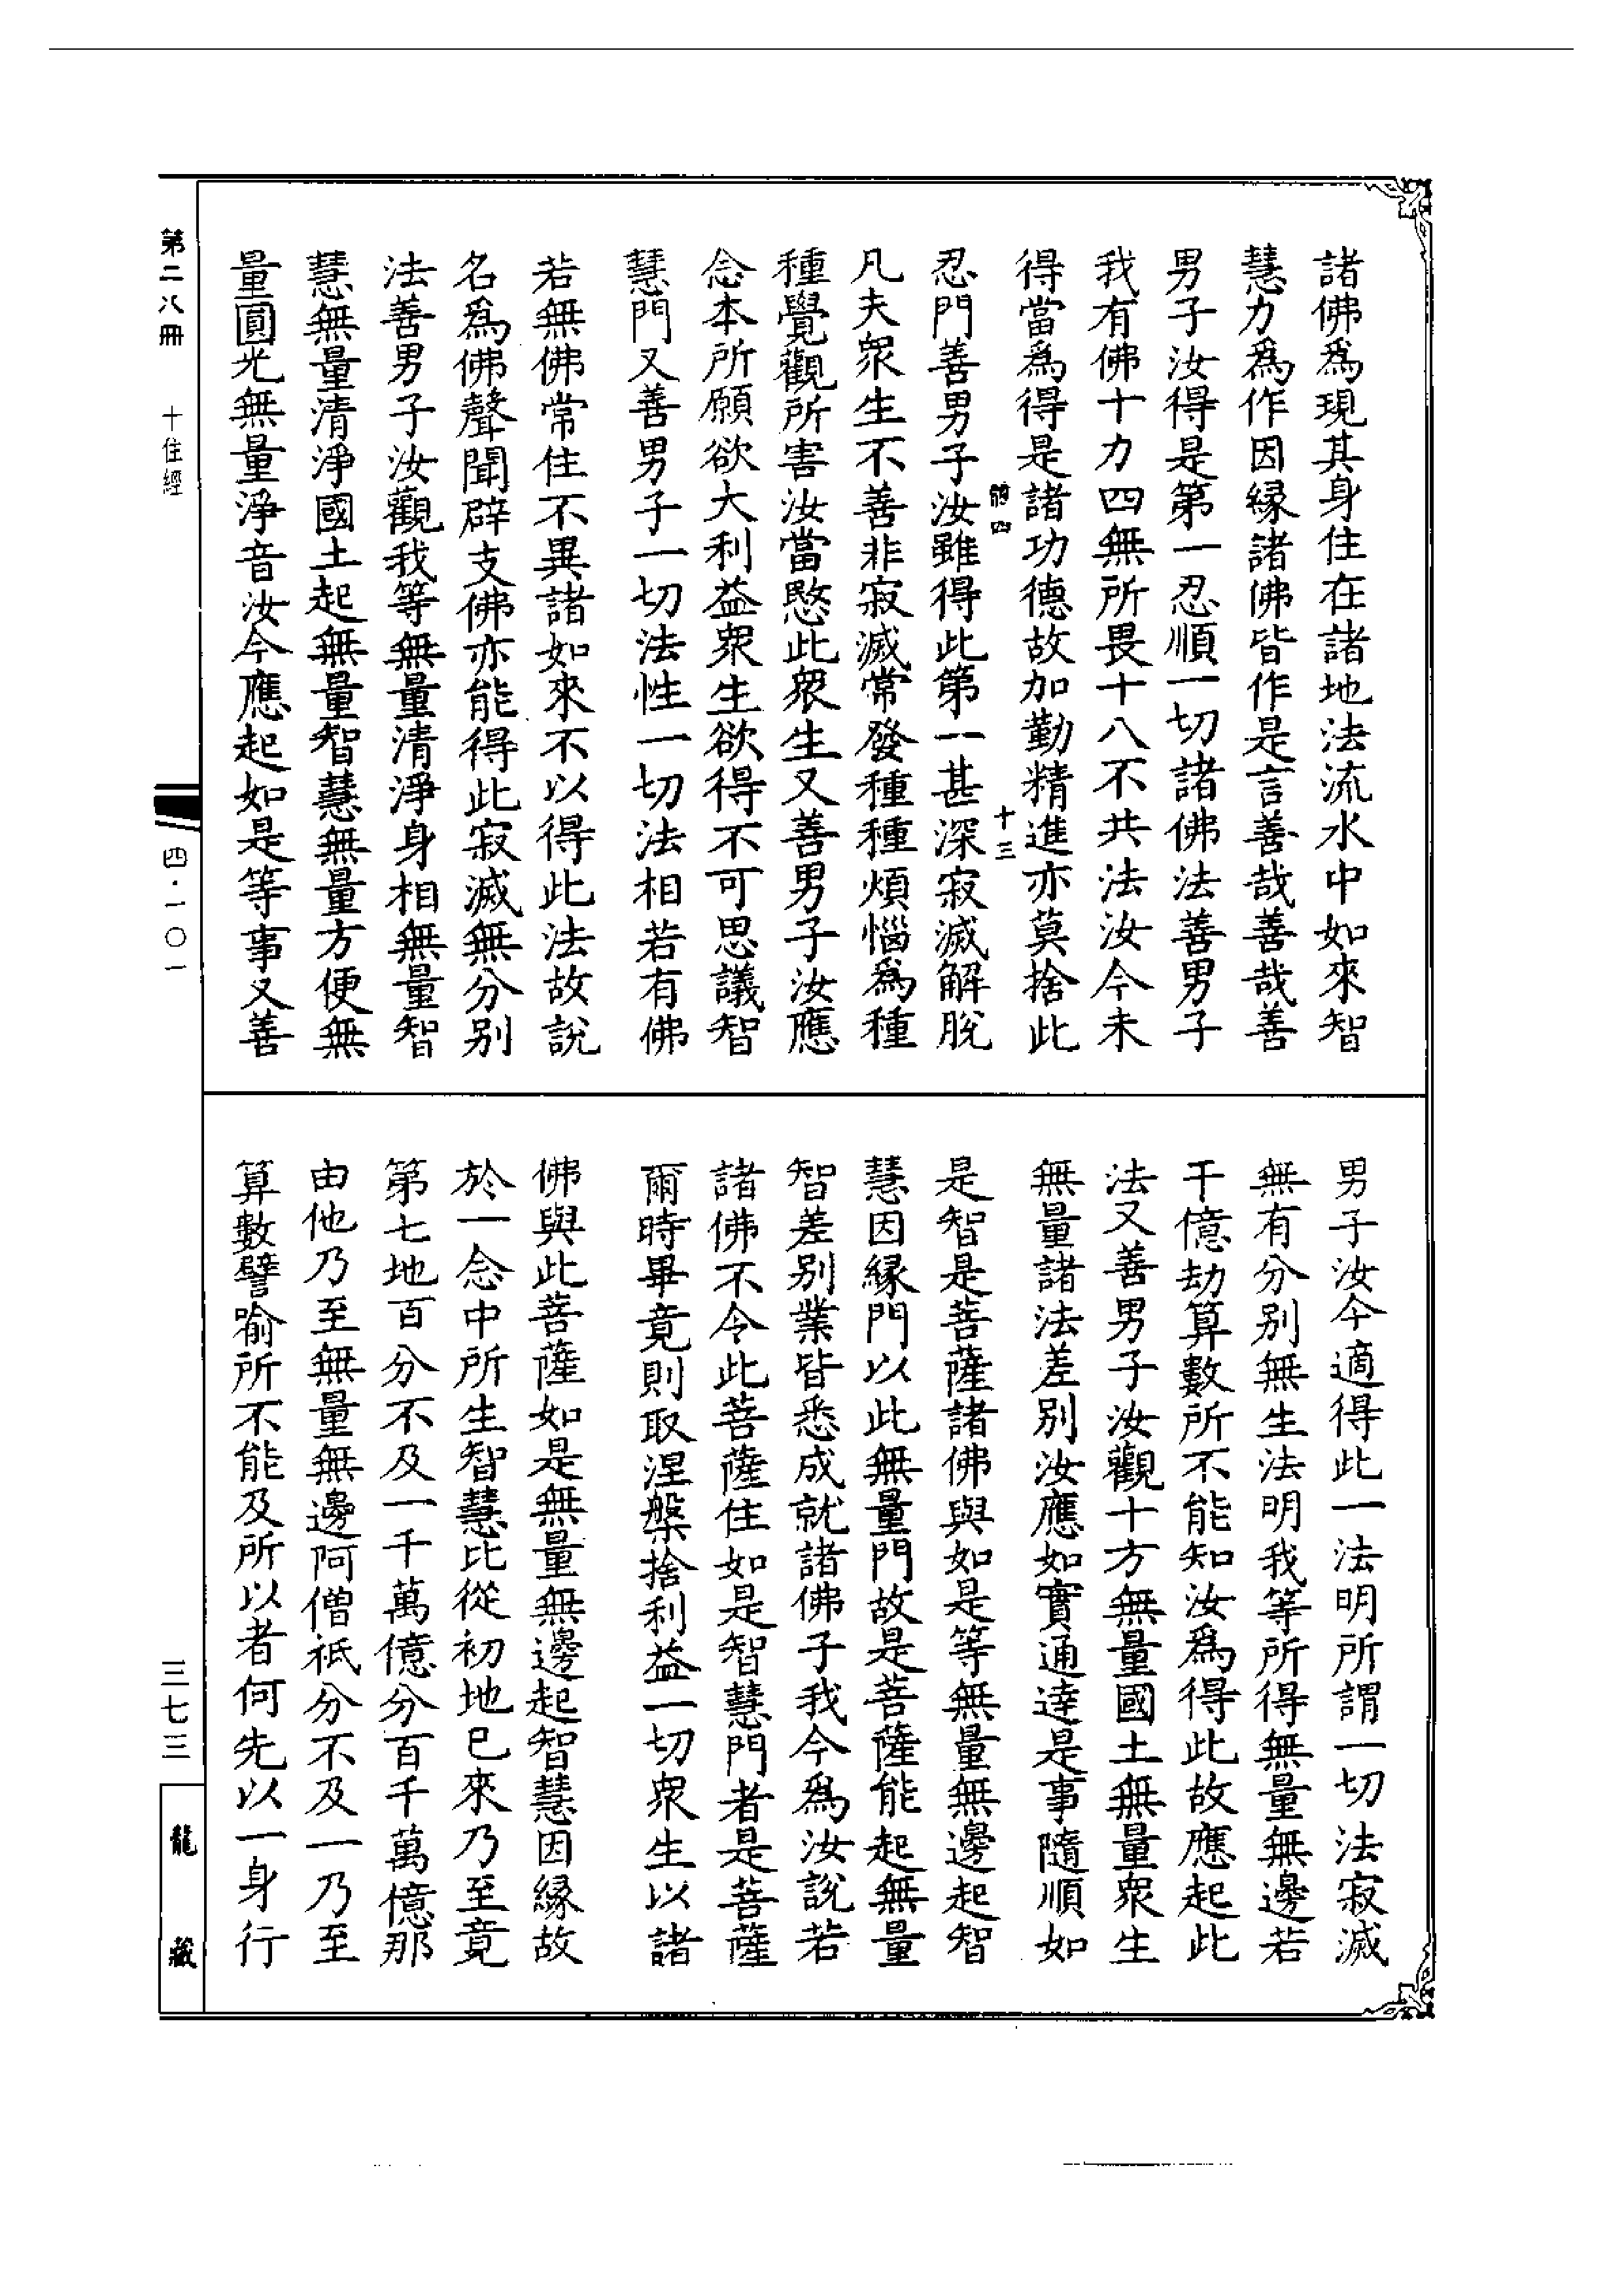 諸佛爲現其身住在諸地法流水中如來智
慧力爲作因緣諸佛皆作是言善哉善哉善
男子汝得是第一忍順一切諸佛法善男子
我有佛十力四無所畏十八不共法汝今未
得當爲得是諸功德故加勤精進亦莫捨此
十三
忍門善男子汝雖得此第一甚深寂滅解脫
凡夫衆生不善非寂滅常發種種煩惱爲種
種覺觀所害汝當愍此衆生又善男子汝應
念本所願欲大利益衆生欲得不可思議智
慧門又善男子一切法性一切法相若有佛
若無佛常住不異諸如來不以得此法故說
名爲佛聲聞辟支佛亦能得此寂滅無分别
法善男子汝觀我等無量清淨身相無量智
慧無量清淨國土起無量智慧無量方便無
量圓光無量淨音汝今應起如是等事又善
男子汝今適得此一法明所謂一切法寂滅
無有分别無生法明我等所得無量無邊若
干億劫算數所不能知汝爲得此故應起此
法又善男子汝觀十方無量國土無量衆生
無量諸法差别汝應如實通達是事隨順如
是智是菩薩諸佛與如是等無量無邊起智
慧因緣門以此無量門故是菩薩能起無量
智差别業皆悉成就諸佛子我今爲汝說若
諸佛不令此菩薩住如是智慧門者是菩薩
爾時畢竟則取涅槃捨利益一切衆生以諸
佛與此菩薩如是無量無邊起智慧因緣故
於一念中所生智慧比從初地已來乃至竟
第七地百分不及一千萬億分百千萬億那
由他乃至無量無邊阿僧祇分不及一乃至
算數譬喻所不能及所以者何先以一身行
第二八冊 十住經
四·一〇一
三七三
龍藏